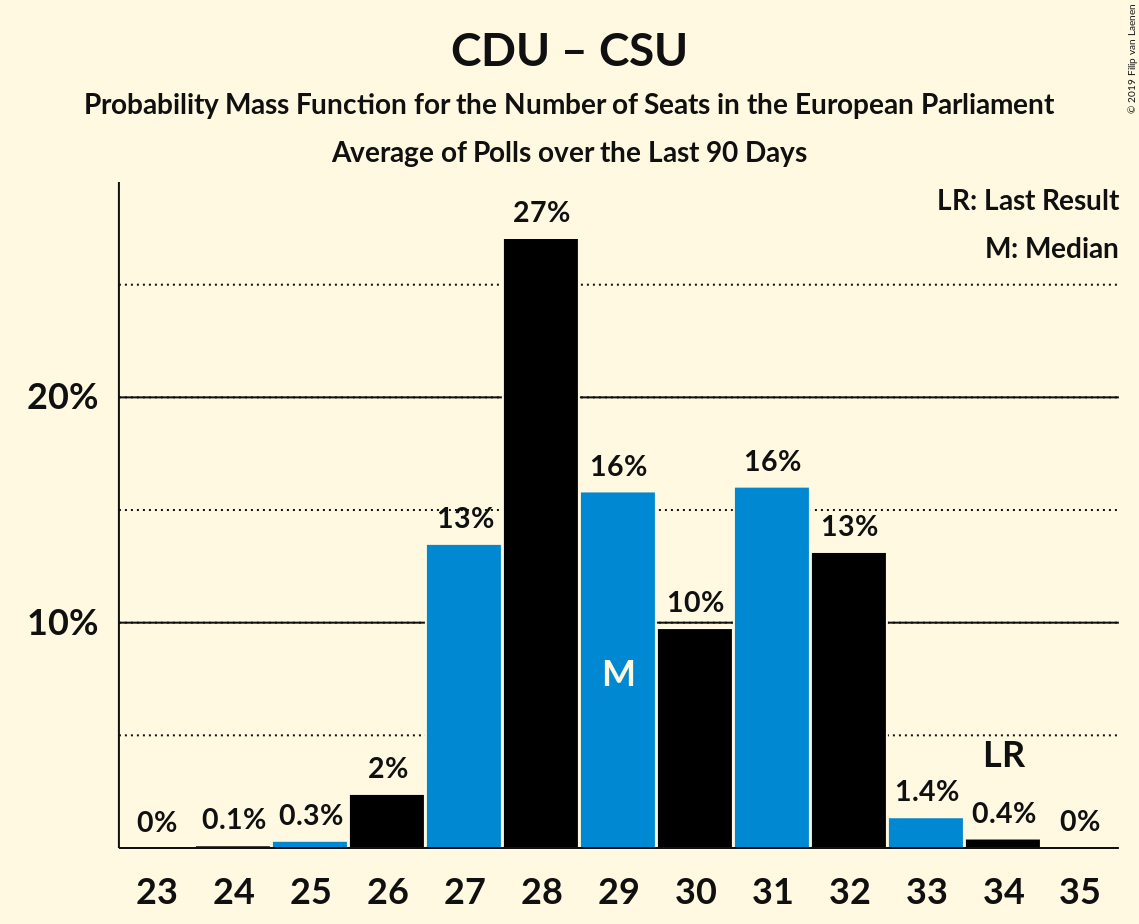 CDU – CSU
Probability Mass Function for the Number of Seats in the European Parliament
Average of Polls over the Last 90 Days
© 2019 Filip van Laenen
LR: Last Result
M: Median
27%
20%
16%
16%
13%
13%
10%
10%
M
LR
2%
1.4%
0%
0.1%
0.3%
0.4%
0%
23 24 25 26 27 28 29 30 31 32 33 34 35